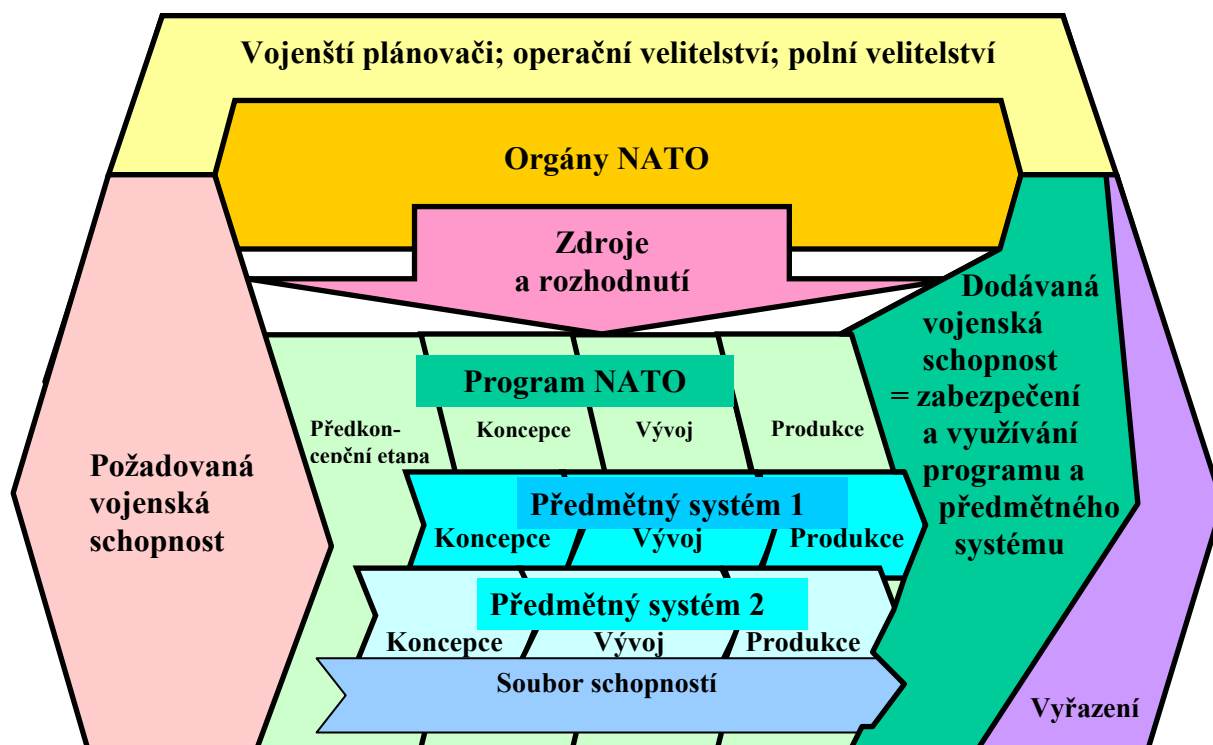 Vojenští plánovači; operační velitelství; polní velitelství
Orgány NATO
Zdroje
a rozhodnutí
Požadovaná
vojenská
schopnost
Program NATO
Předkon-
cepční etapa
Koncepce
Vývoj
Produkce
Předmětný systém 1
Koncepce
Vývoj
Produkce
Předmětný systém 2
Koncepce
Vývoj
Produkce
Soubor schopností
Dodávaná
vojenská
schopnost
= zabezpečení
a využívání
programu a
předmětného
systému
Vyřazení